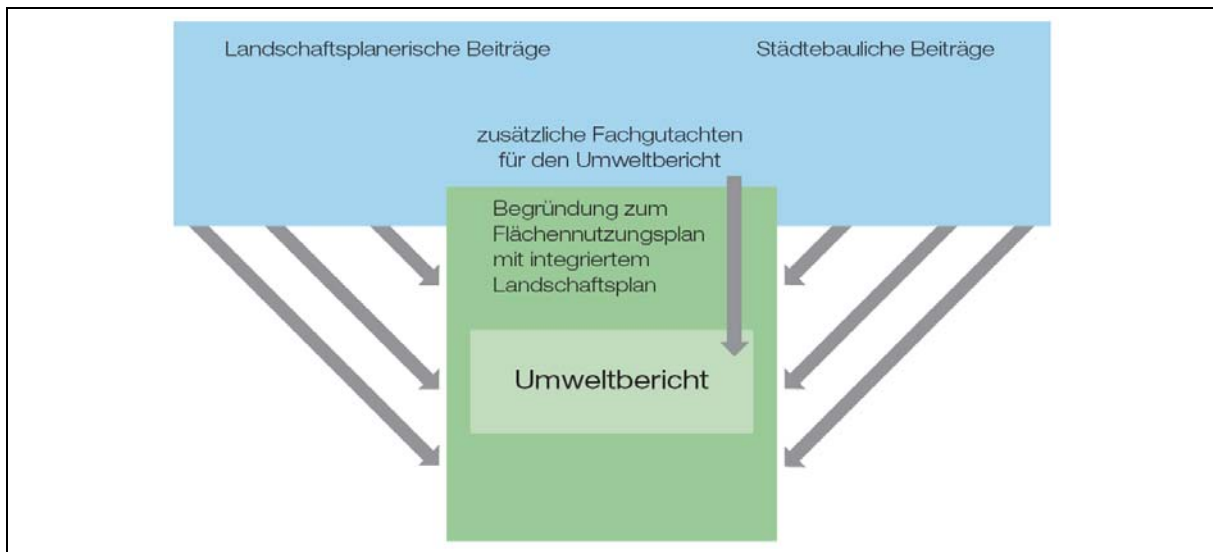 Landschaftsplanerische Beiträge
Städtebauliche Beiträge
zusätzliche Fachgutachten
für den Umweltbericht
Begründung zum
Flächennutzungsplan
mit integriertem
Landschaftsplan
Umweltbericht